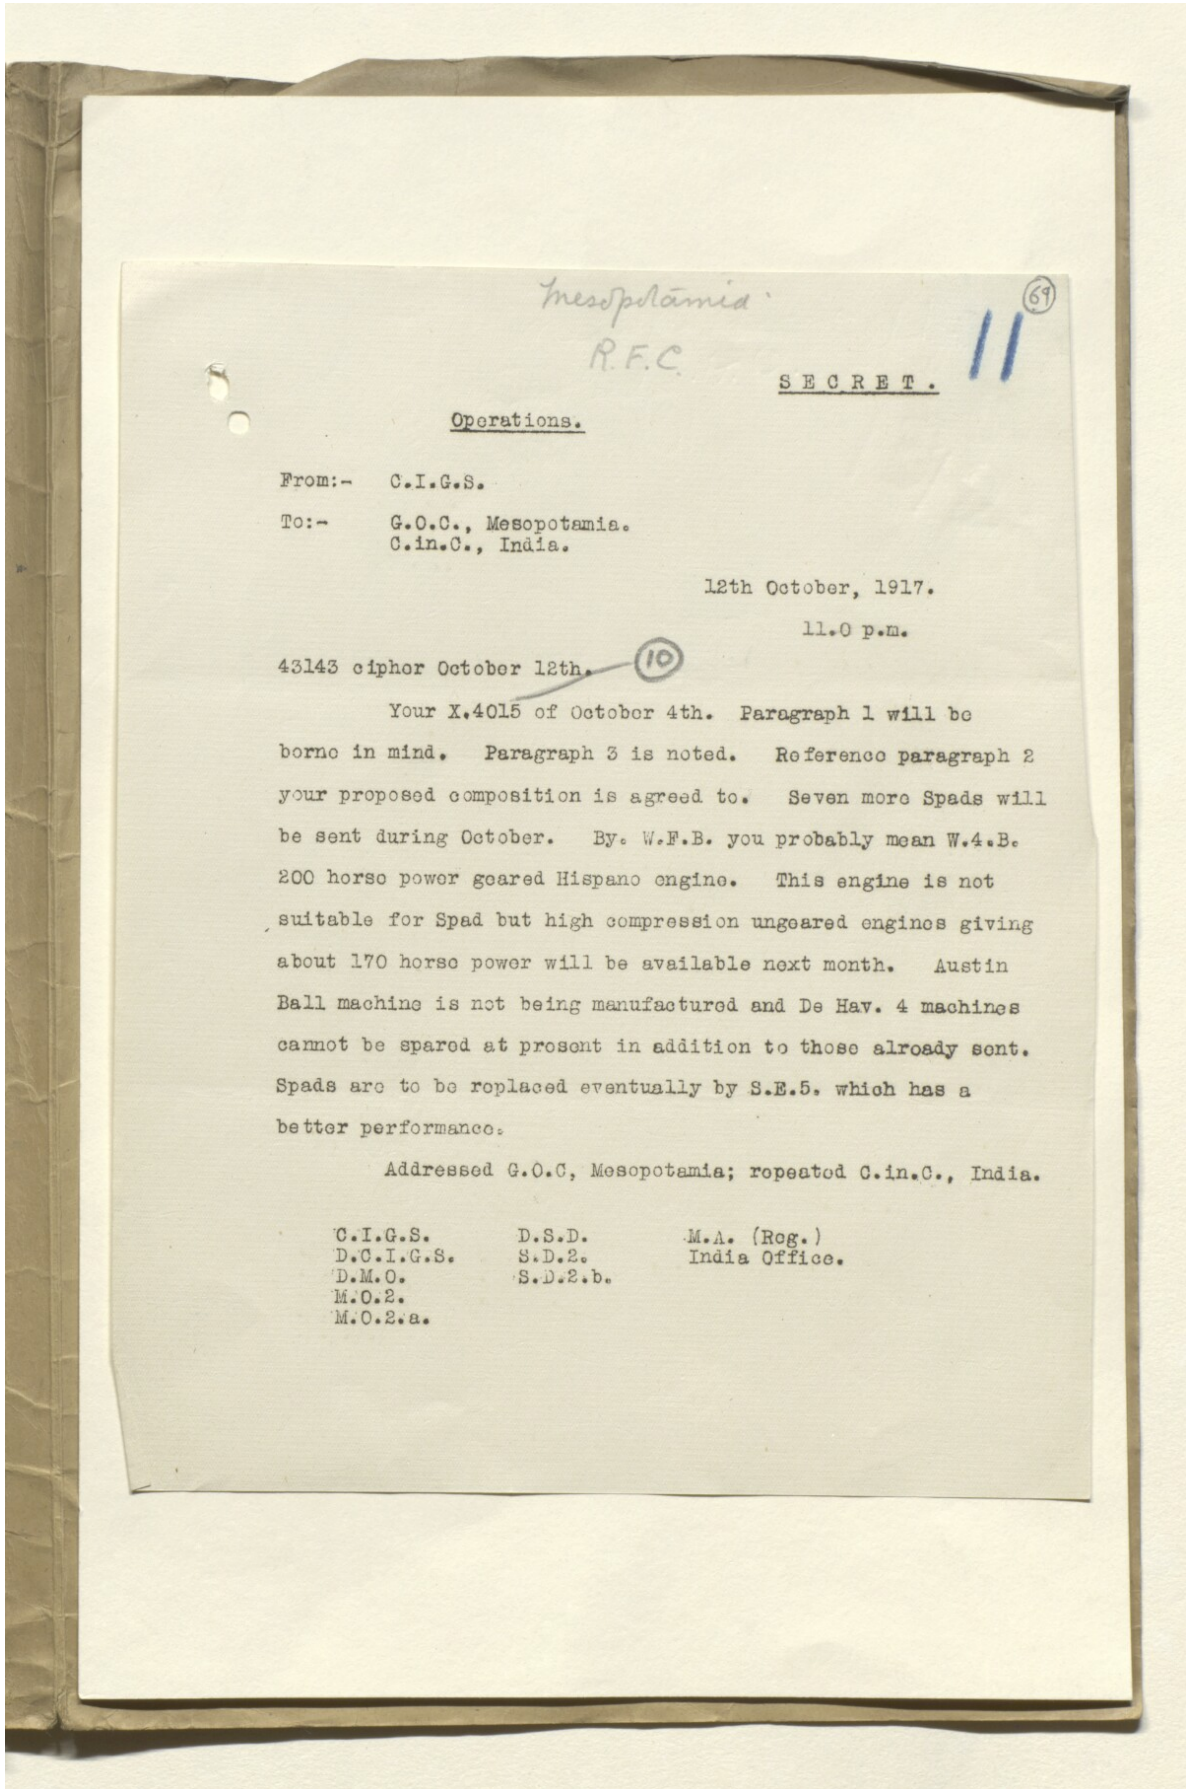 Mesopotamia
69
11
R.F.C.
SECRET.
Operations.
From:- C.I.G.S.
To:- G.O.C., Mesopotamia.
C.in.C., India.
12th October, 1917.
11.0 p.m.
10
43143 cipher October 12th.
Your X.4015 of October 4th. Paragraph 1 will be
borne in mind. Paragraph 3 is noted. Reference paragraph 2
your proposed composition is agreed to. Seven more Spads will
be sent during October. By. W.F.B. you probably mean W.4.B.
200 horse power geared Hispano engine. This engine is not
suitable for Spad but high compression ungeared engines giving
about 170 horse power will be available next month. Austin
Ball machine is not being manufactured and De Hav. 4 machines
cannot be spared at present in addition to those already sent.
Spads are to be replaced eventually by S.E.5. which has a
better performance.
Addressed G.O.C, Mesopotamia; repeated C.in.C., India.
C.I.G.S. D.S.D. M.A. (Reg.)
D.C.I.G.S. S.D.2. India Office.
D.M.O. S.D.2.b.
M.O.2.
M.O.2.a.